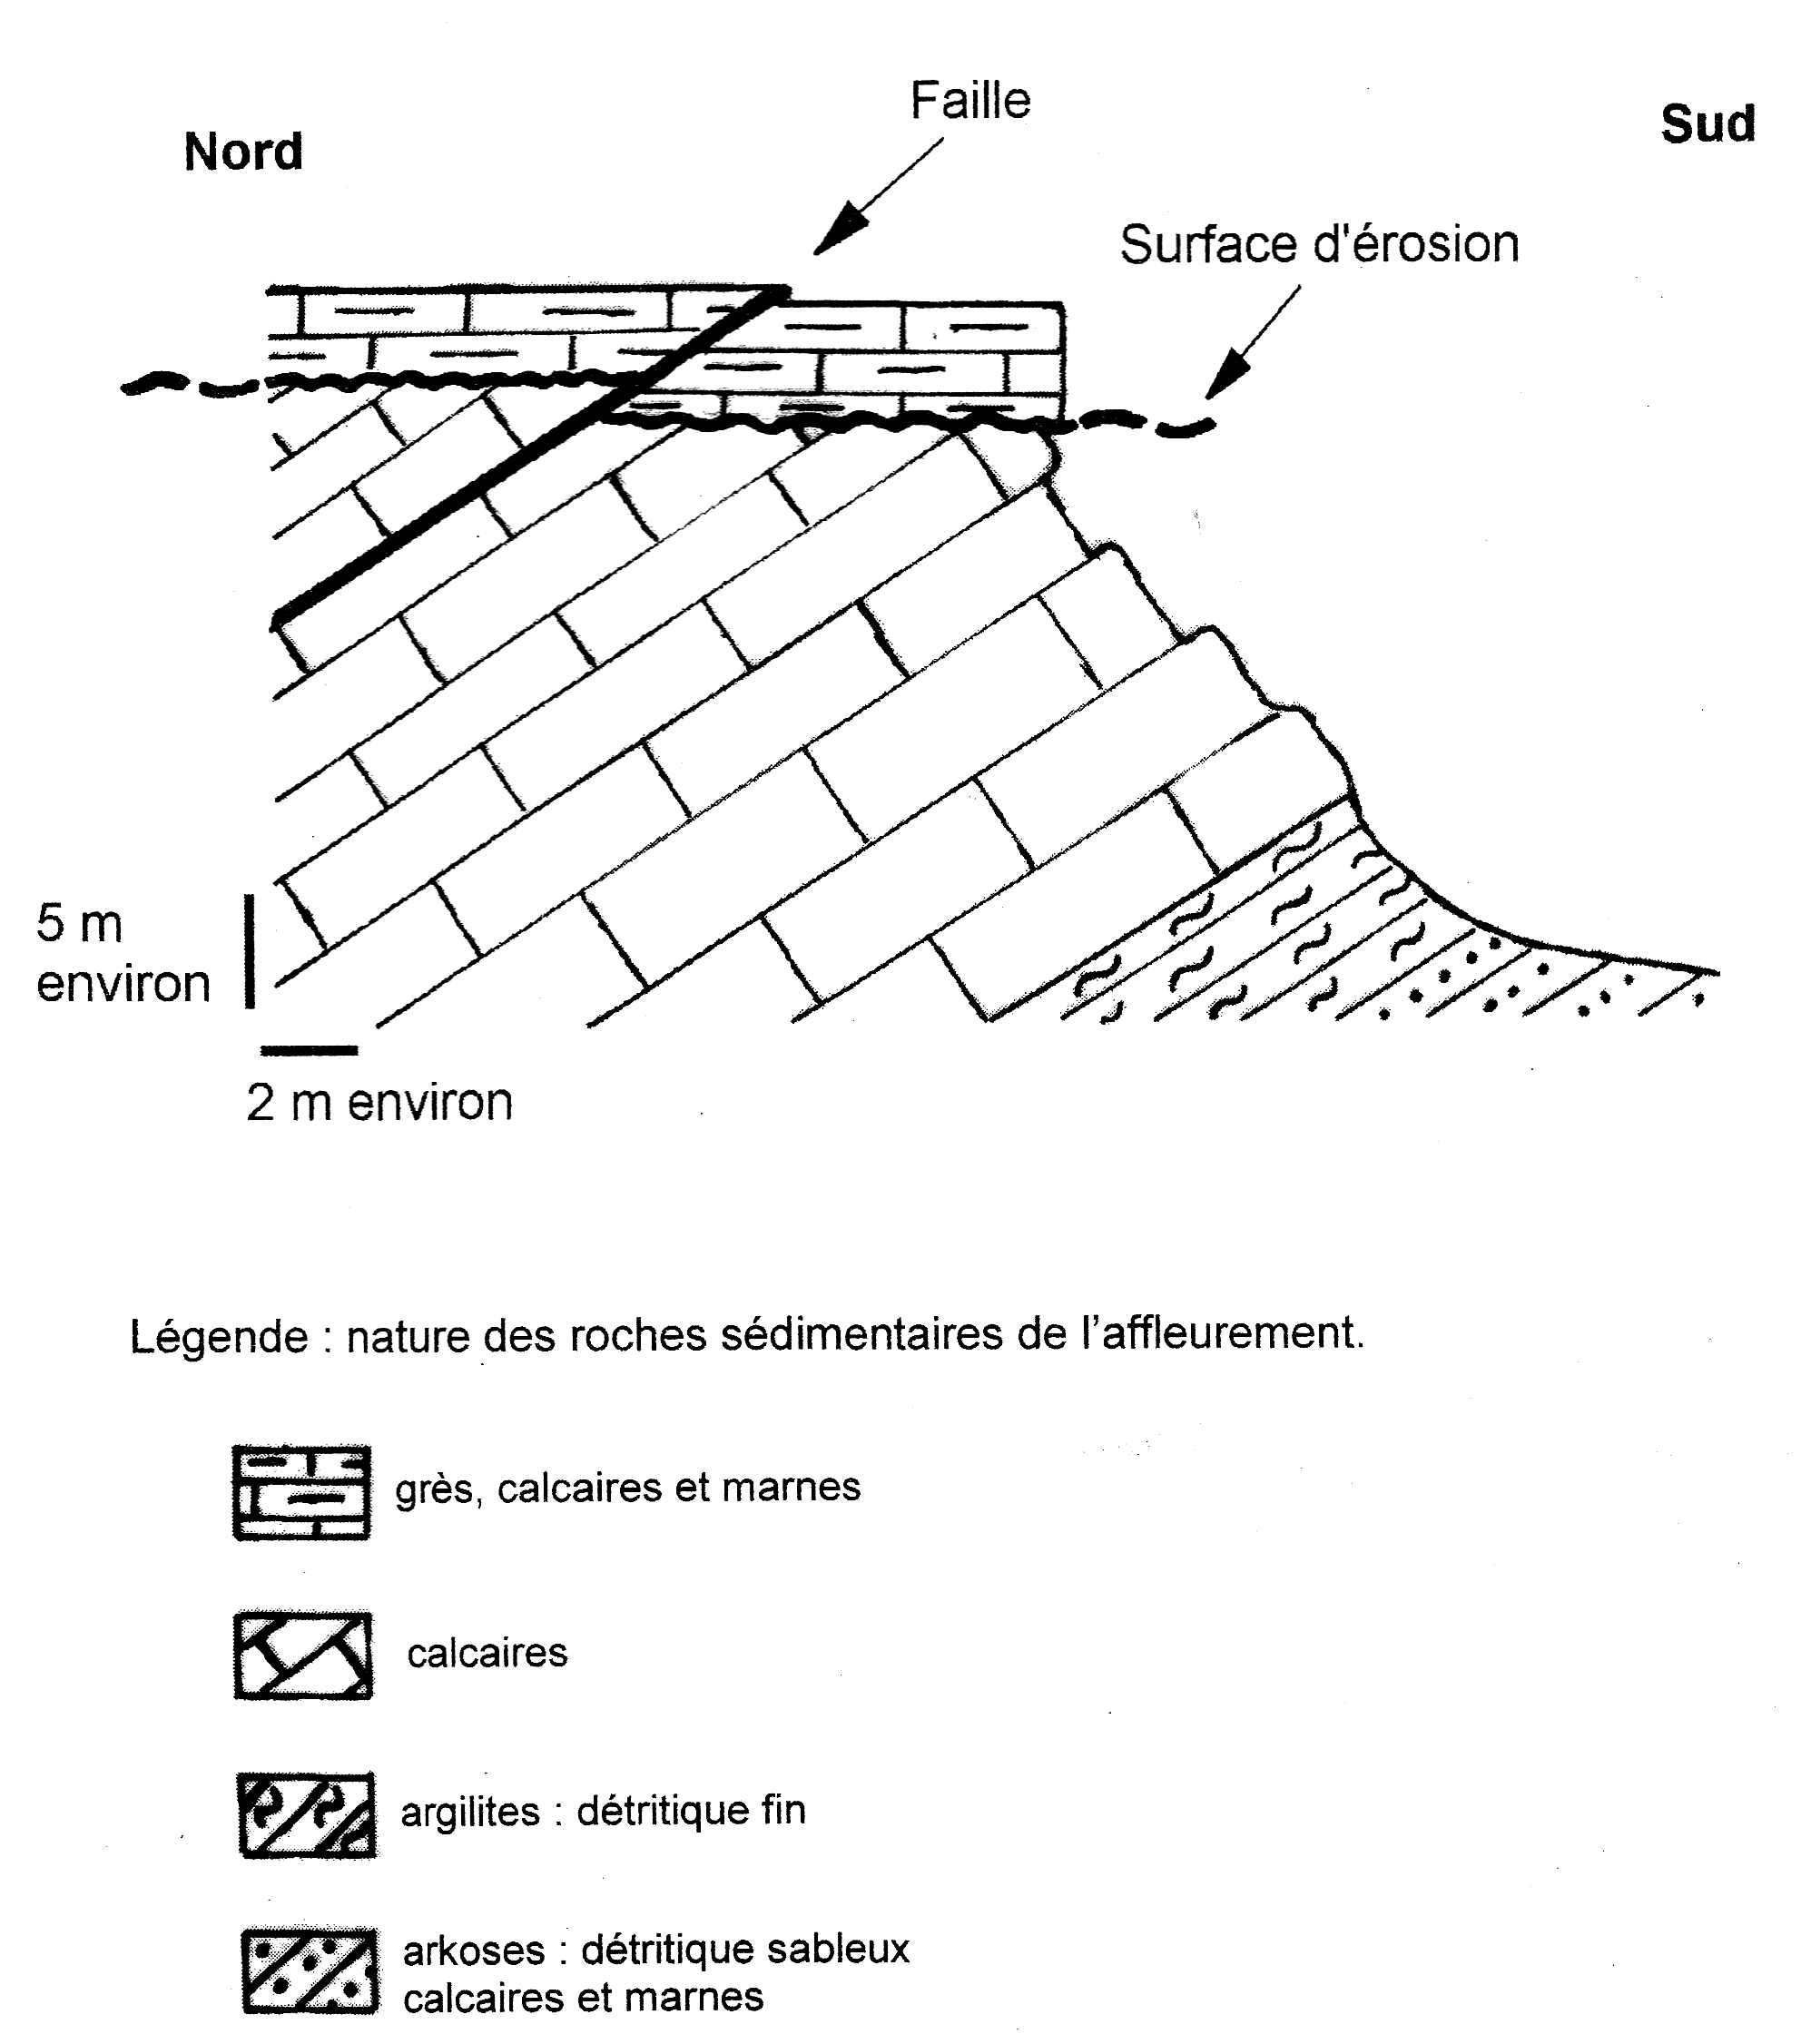 Faille
Nord
Sud
Surface d'érosion
5 m
environ
2 m environ
Légende : nature des roches sédimentaires de l'affleurement.
grès, calcaires et marnes
calcaires
argilites : détritique fin
arkoses : détritique sableux
calcaires et marnes